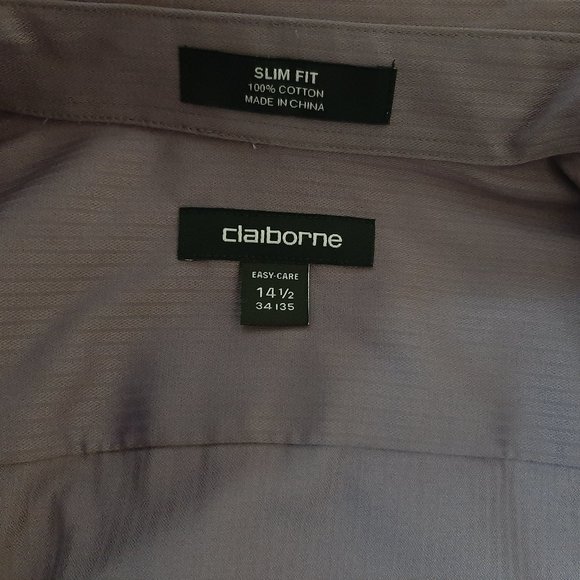 SLIM FIT
100% COTTON
MADE IN CHINA
claiborne
EASY-CARE
14 1/2
34 I 35